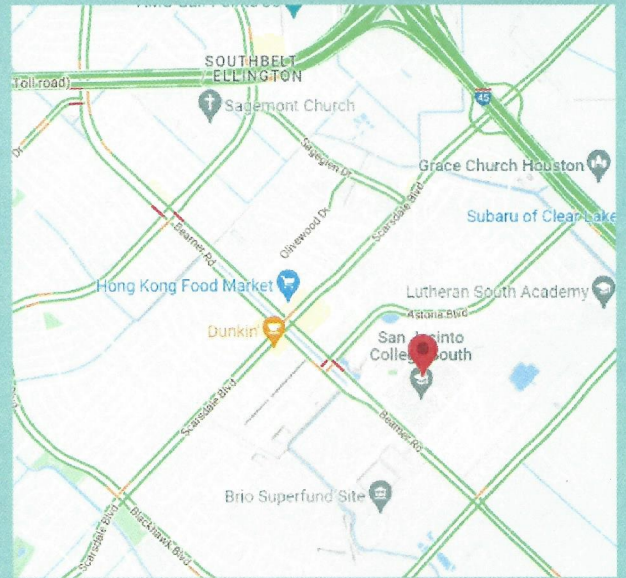 SOUTHBELT
ELLINGTON
Toll road)
45
Sagemont Church
Dr
Sageglen Dr
Grace Church Houston
Scarsdale Blvd
Olivewood Dr
Subaru of Clear Lake
Beamer Rd
Hong Kong Food Market
Lutheran South Academy
Astoria Blvd
Dunkin'
San Jacinto
College South
Scarsdale Blvd
Beamer Rd
Brio Superfund Site
Scarsdale Blvd
Blackhawk Blvd